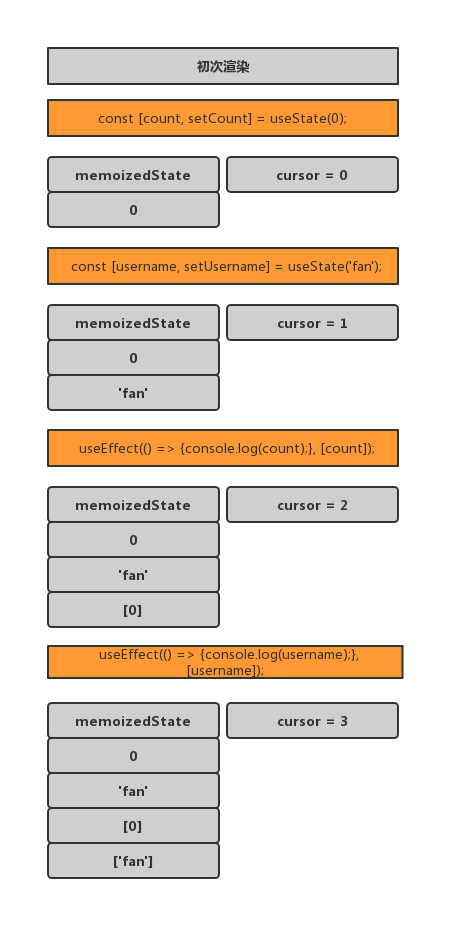 初次渲染
const [count, setCount] = useState(0);
memoizedState
cursor = 0
0
const [username, setUsername] = useState('fan');
memoizedState
cursor = 1
0
'fan'
useEffect(() => {console.log(count);}, [count]);
memoizedState
cursor = 2
0
'fan'
[0]
useEffect(() => {console.log(username);},
[username]);
memoizedState
cursor = 3
0
'fan'
[0]
['fan']